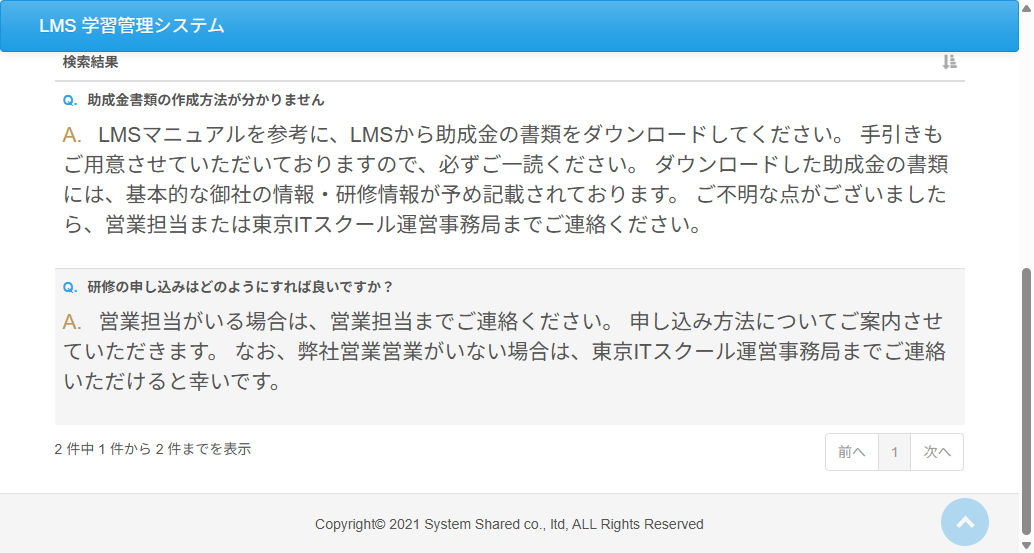 LMS 学習管理システム
検索結果
Q. 助成金書類の作成方法が分かりません
A. LMSマニュアルを参考に、LMSから助成金の書類をダウンロードしてください。 手引きも
ご用意させていただいておりますので、必ずご一読ください。 ダウンロードした助成金の書類
には、基本的な御社の情報・研修情報が予め記載されております。 ご不明な点がございました
ら、営業担当または東京ITスクール運営事務局までご連絡ください。
Q. 研修の申し込みはどのようにすれば良いですか？
A. 営業担当がいる場合は、営業担当までご連絡ください。 申し込み方法についてご案内させ
ていただきます。 なお、弊社営業営業がいない場合は、東京ITスクール運営事務局までご連絡
いただけると幸いです。
2 件中 1 件から 2 件までを表示
前へ 1 次へ
Copyright© 2021 System Shared co., ltd, ALL Rights Reserved